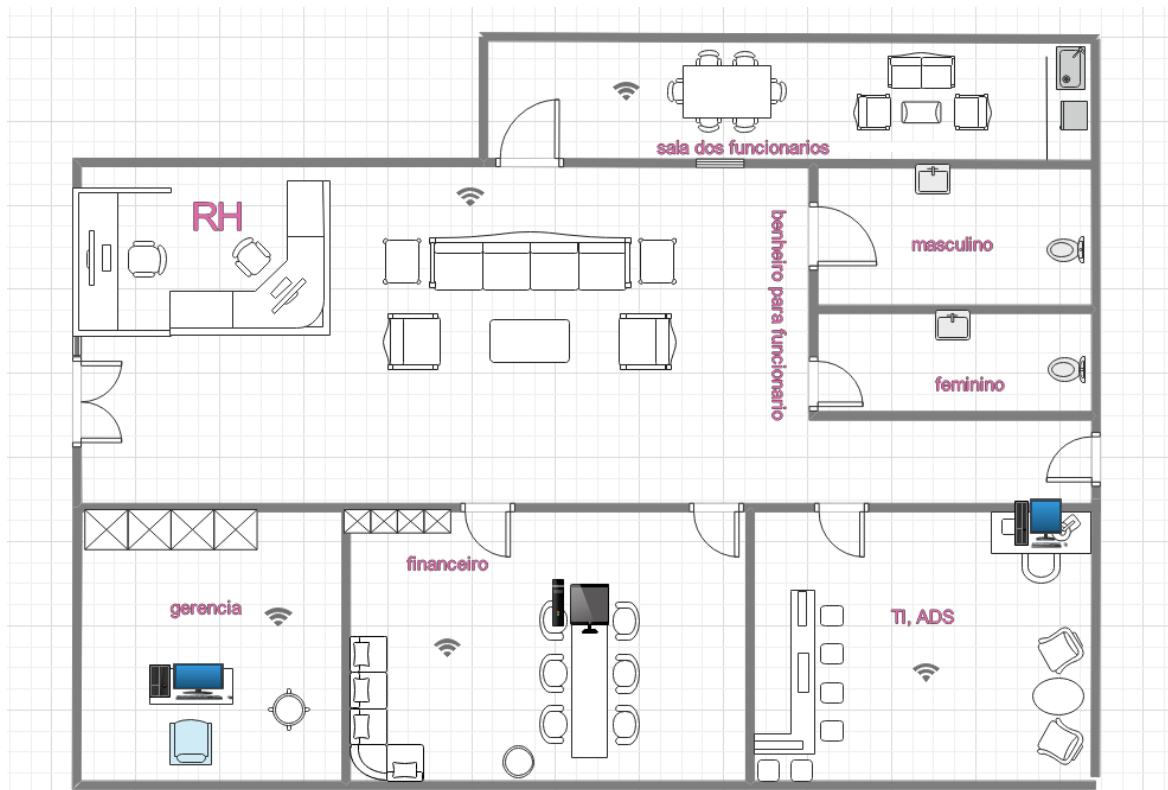 sala dos funcionarios
RH
benheiro para funcionario
masculino
feminino
financeiro
gerencia
TI, ADS